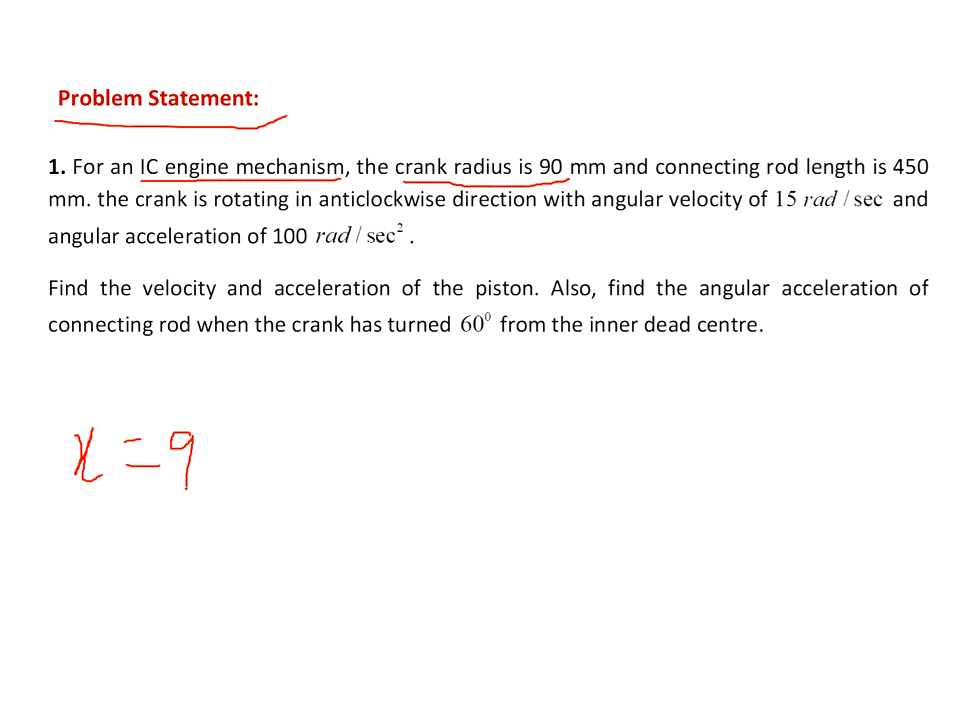 Problem Statement:
1. For an IC engine mechanism, the crank radius is 90 mm and connecting rod length is 450
mm. the crank is rotating in anticlockwise direction with angular velocity of 15 rad / sec and
angular acceleration of 100 rad / sec².
Find the velocity and acceleration of the piston. Also, find the angular acceleration of
connecting rod when the crank has turned 60⁰ from the inner dead centre.
= 9